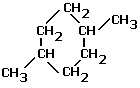 CH₂
CH₃
CH₂ CH
CH CH₂
CH₃ CH₂